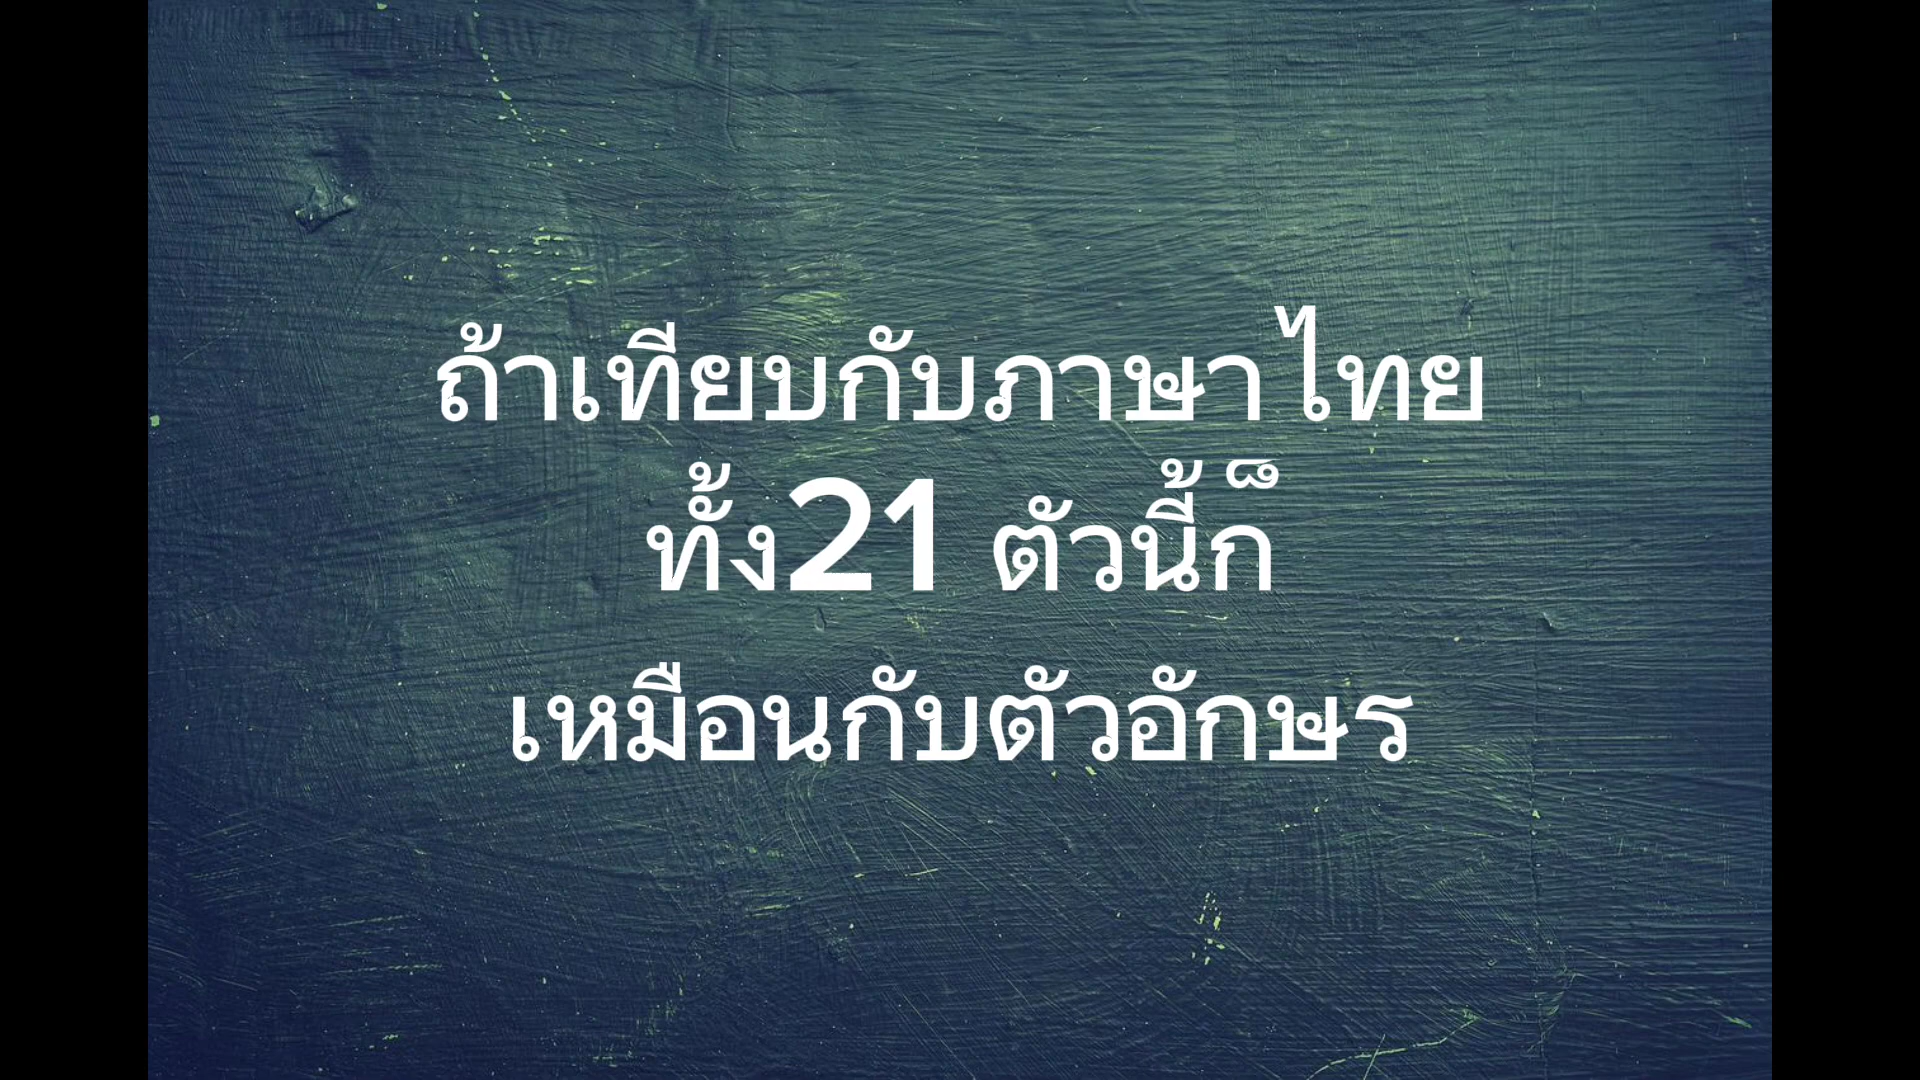 ถ้าเทียบกับภาษาไทย
ทั้ง21 ตัวนี้ก็
เหมือนกับตัวอักษร